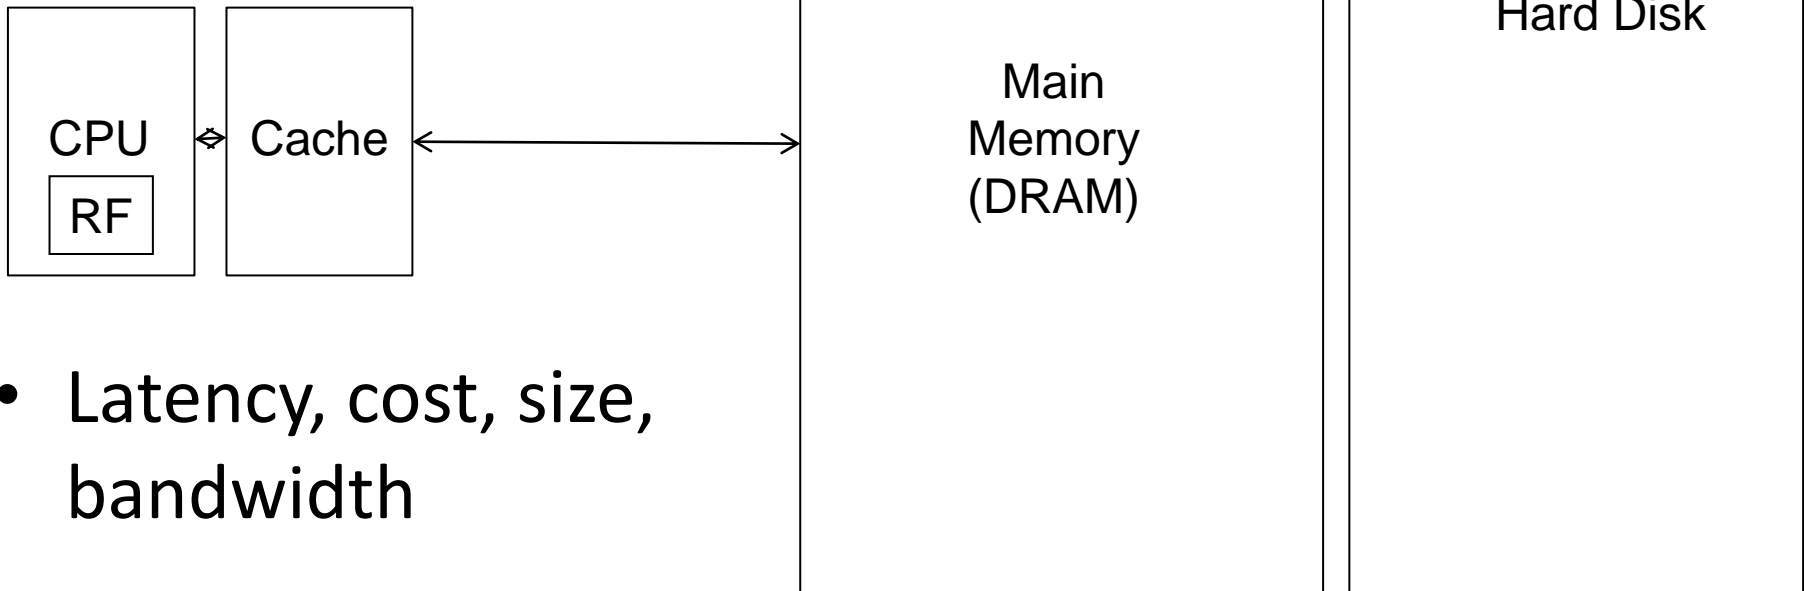 CPU
RF
Cache
Main
Memory
(DRAM)
Hard Disk
• Latency, cost, size,
bandwidth